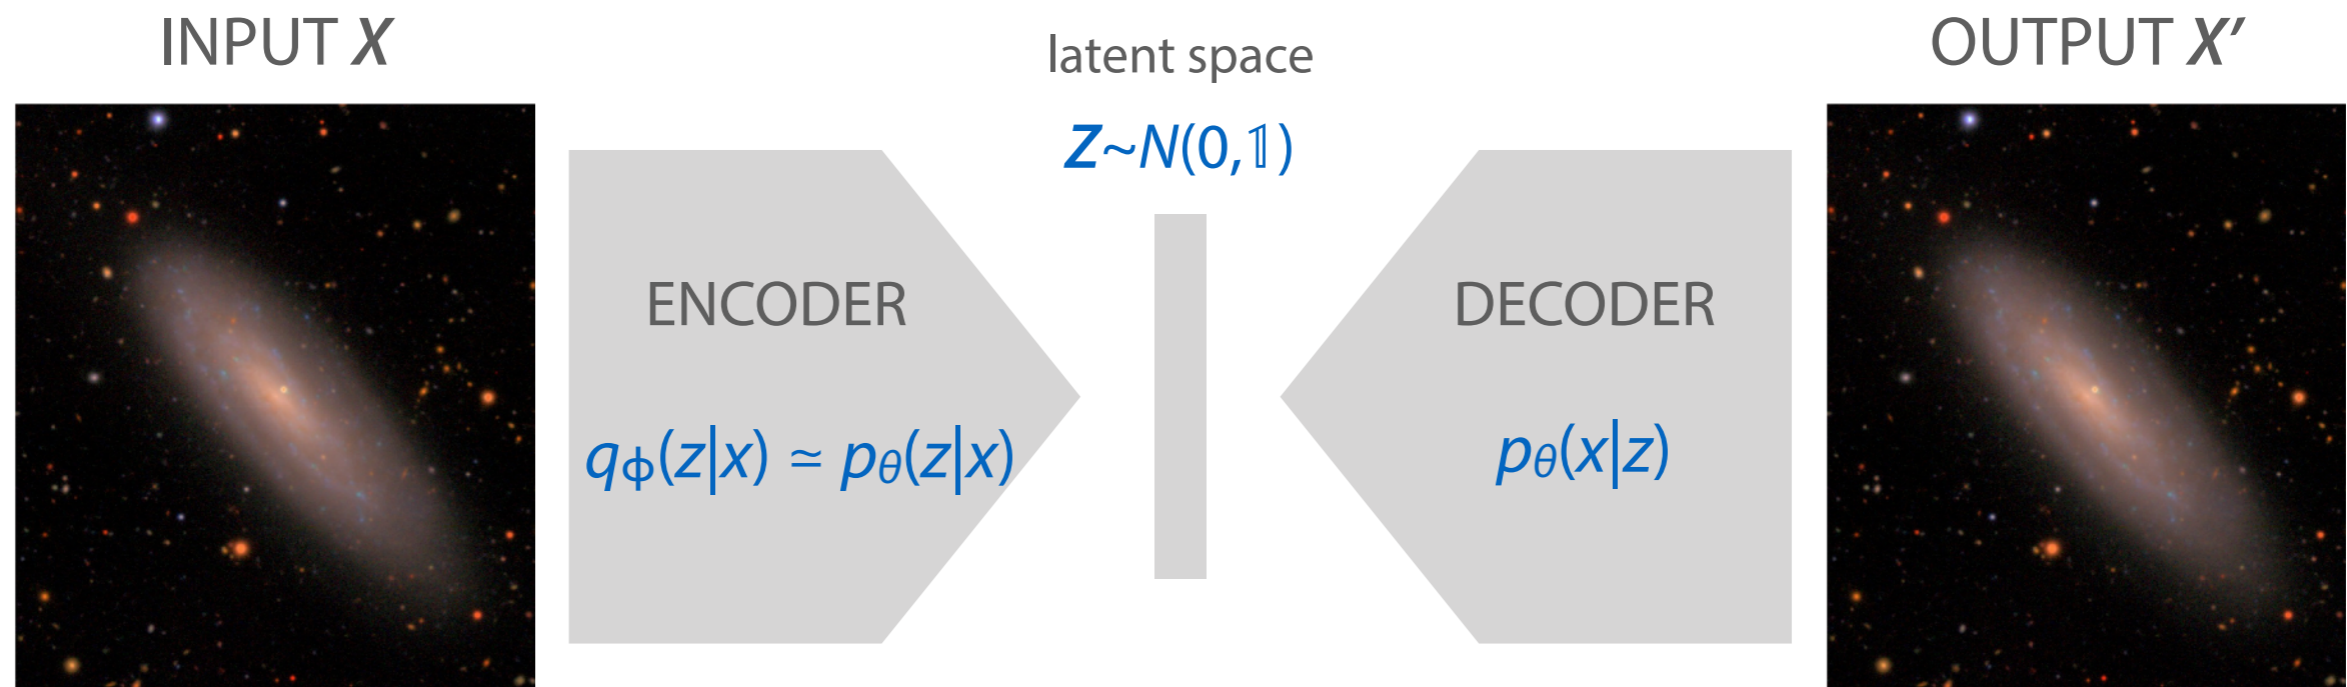 INPUT X
latent space
OUTPUT X′
Z~N(0,𝟙)
ENCODER
DECODER
qϕ(z|x) ≃ pθ(z|x)
pθ(x|z)